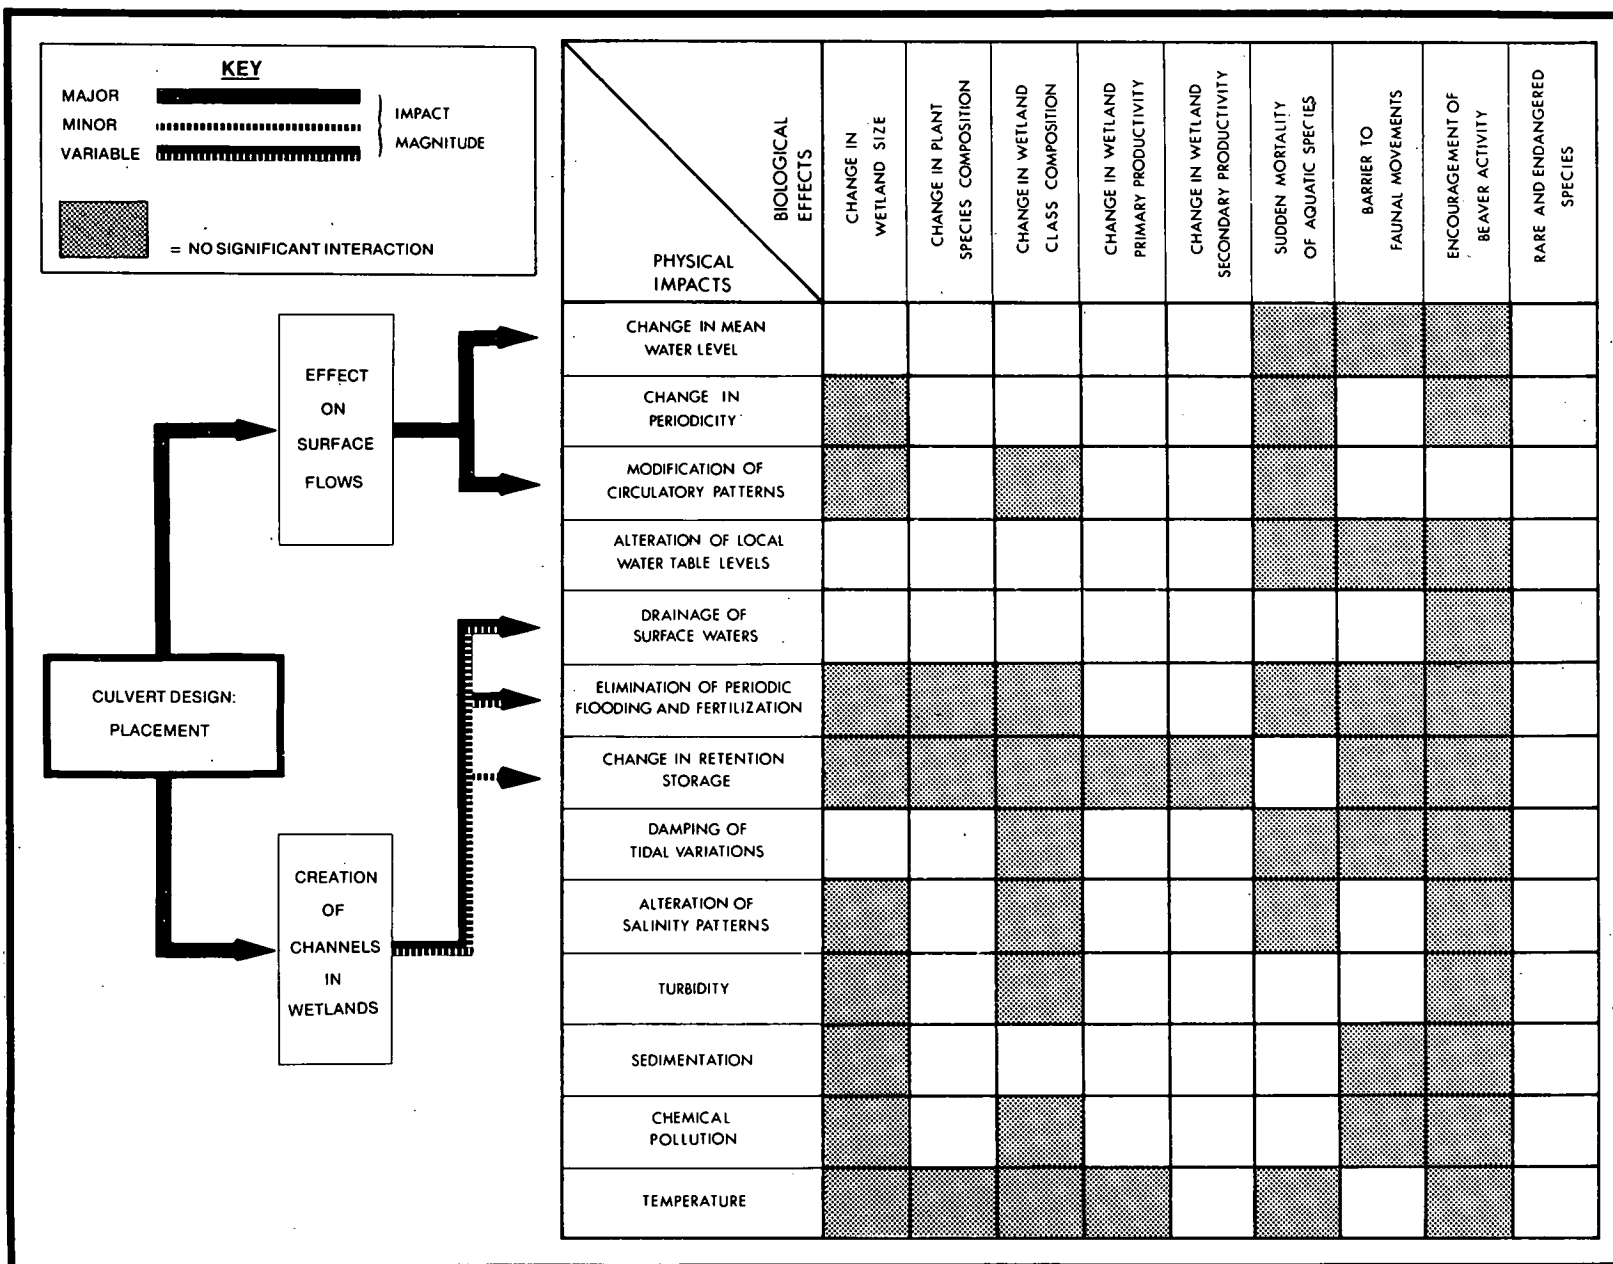 KEY
MAJOR
MINOR
VARIABLE
IMPACT
MAGNITUDE
= NO SIGNIFICANT INTERACTION
EFFECT
ON
SURFACE
FLOWS
CULVERT DESIGN:
PLACEMENT
CREATION
OF
CHANNELS
IN
WETLANDS
BIOLOGICAL
EFFECTS
PHYSICAL
IMPACTS
CHANGE IN
WETLAND SIZE
CHANGE IN PLANT
SPECIES COMPOSITION
CHANGE IN WETLAND
CLASS COMPOSITION
CHANGE IN WETLAND
PRIMARY PRODUCTIVITY
CHANGE IN WETLAND
SECONDARY PRODUCTIVITY
SUDDEN MORTALITY
OF AQUATIC SPECIES
BARRIER TO
FAUNAL MOVEMENTS
ENCOURAGEMENT OF
BEAVER ACTIVITY
RARE AND ENDANGERED
SPECIES
CHANGE IN MEAN
WATER LEVEL
CHANGE IN
PERIODICITY
MODIFICATION OF
CIRCULATORY PATTERNS
ALTERATION OF LOCAL
WATER TABLE LEVELS
DRAINAGE OF
SURFACE WATERS
ELIMINATION OF PERIODIC
FLOODING AND FERTILIZATION
CHANGE IN RETENTION
STORAGE
DAMPING OF
TIDAL VARIATIONS
ALTERATION OF
SALINITY PATTERNS
TURBIDITY
SEDIMENTATION
CHEMICAL
POLLUTION
TEMPERATURE